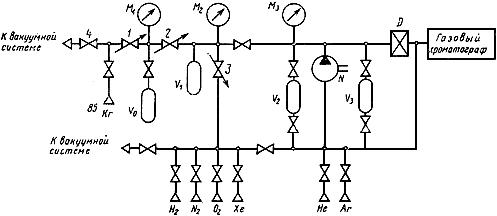 M₁
M₂
M₃
D
К вакуумной
системе
4
1
2
Газовый
хроматограф
3
N
85
Kr
V₀
V₁
V₂
V₃
К вакуумной
системе
H₂
N₂
O₂
Xe
He
Ar